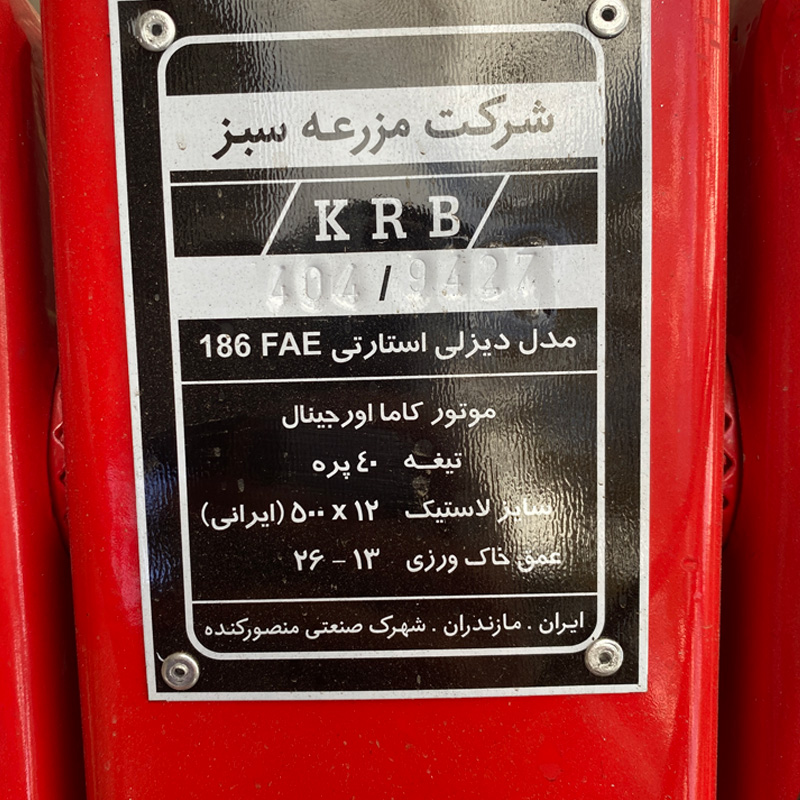 شرکت مزرعه سبز
KRB
404/9427
مدل دیزلی استارتی 186 FAE
موتور کاما اورجینال
تیغه ۴۰ پره
سایز لاستیک ۱۲ x ۵۰۰ (ایرانی)
عمق خاک ورزی ۱۳ - ۲۶
ایران . مازندران . شهرک صنعتی منصورکنده